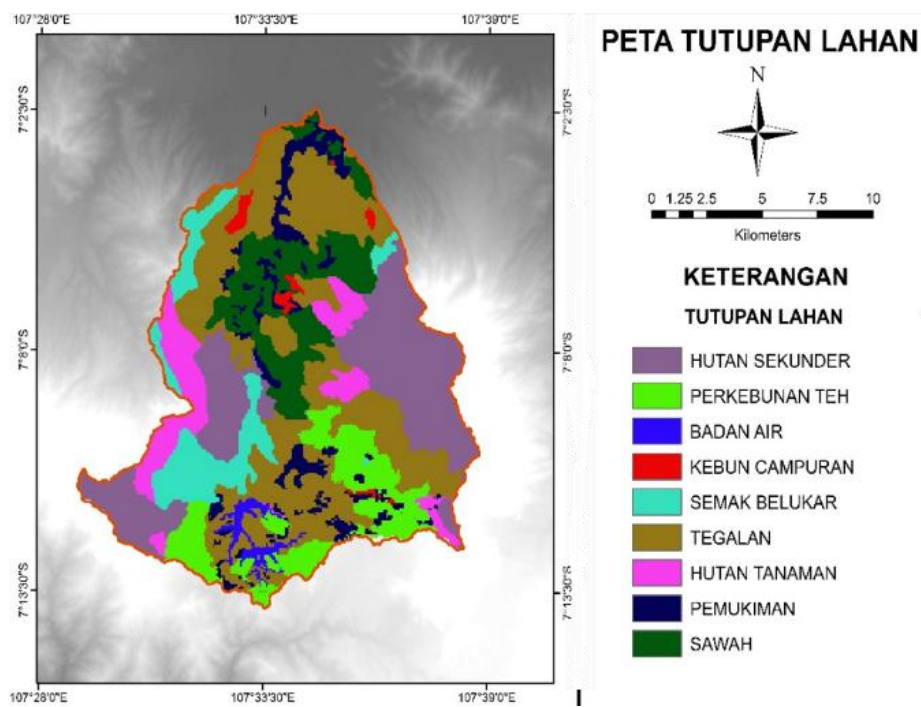 107°28'0"E 107°33'30"E 107°39'0"E
7°2'30"S 7°2'30"S
7°8'0"S 7°8'0"S
7°13'30"S 7°13'30"S
107°28'0"E 107°33'30"E 107°39'0"E
PETA TUTUPAN LAHAN
N
0 1.25 2.5 5 7.5 10
Kilometers
KETERANGAN
TUTUPAN LAHAN
HUTAN SEKUNDER
PERKEBUNAN TEH
BADAN AIR
KEBUN CAMPURAN
SEMAK BELUKAR
TEGALAN
HUTAN TANAMAN
PEMUKIMAN
SAWAH